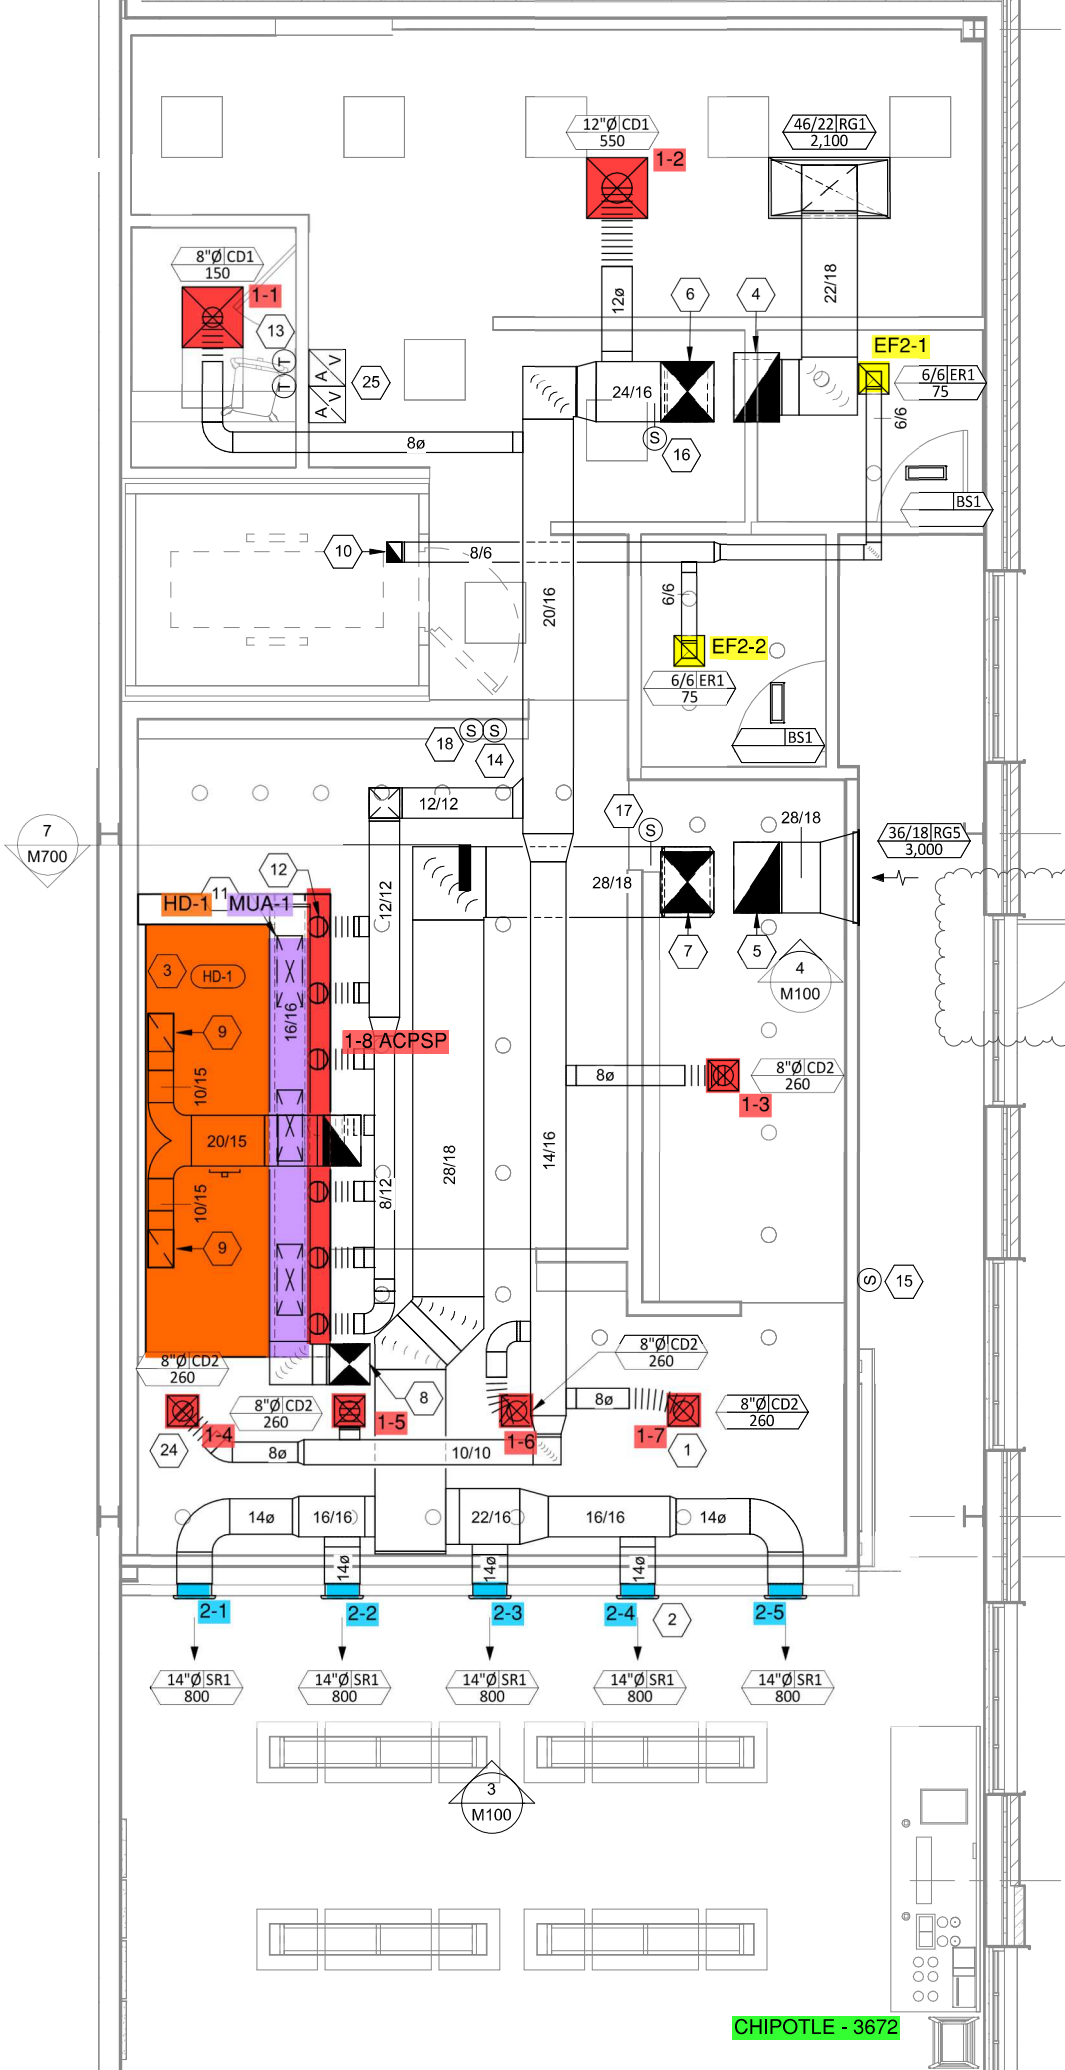 12"Ø CD1
550
46/22 RG1
2,100
1-2
8"Ø CD1
150
1-1
13
12ø
6
4
22/18
EF2-1
T
T
A V
A V
25
24/16
6/6 ER1
75
6/6
S
16
8ø
BS1
10
8/6
20/16
6/6
EF2-2
6/6 ER1
75
18
S
S
14
BS1
12/12
17
S
28/18
36/18 RG5
3,000
7
M700
12
28/18
11
HD-1
MUA-1
12/12
7
5
4
M100
3
HD-1
16/16
9
1-8 ACPSP
10/15
8ø
8"Ø CD2
260
1-3
20/15
28/18
14/16
10/15
8/12
9
S
15
8"Ø CD2
260
8"Ø CD2
260
8
8ø
8"Ø CD2
260
8"Ø CD2
260
1-4
1-5
1-6
1-7
24
1
8ø
10/10
14ø
16/16
22/16
16/16
14ø
14ø
14ø
14ø
2-1
2-2
2-3
2-4
2
2-5
14"Ø SR1
800
14"Ø SR1
800
14"Ø SR1
800
14"Ø SR1
800
14"Ø SR1
800
3
M100
CHIPOTLE - 3672